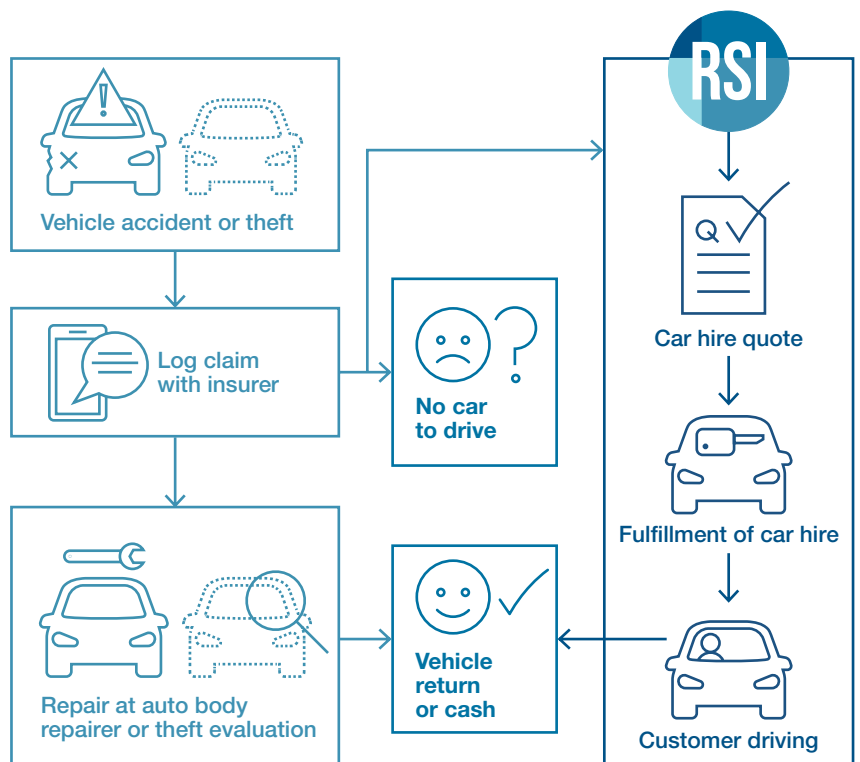 RSI
Vehicle accident or theft
Log claim
with insurer
No car
to drive
Repair at auto body
repairer or theft evaluation
Vehicle
return
or cash
Car hire quote
Fulfillment of car hire
Customer driving